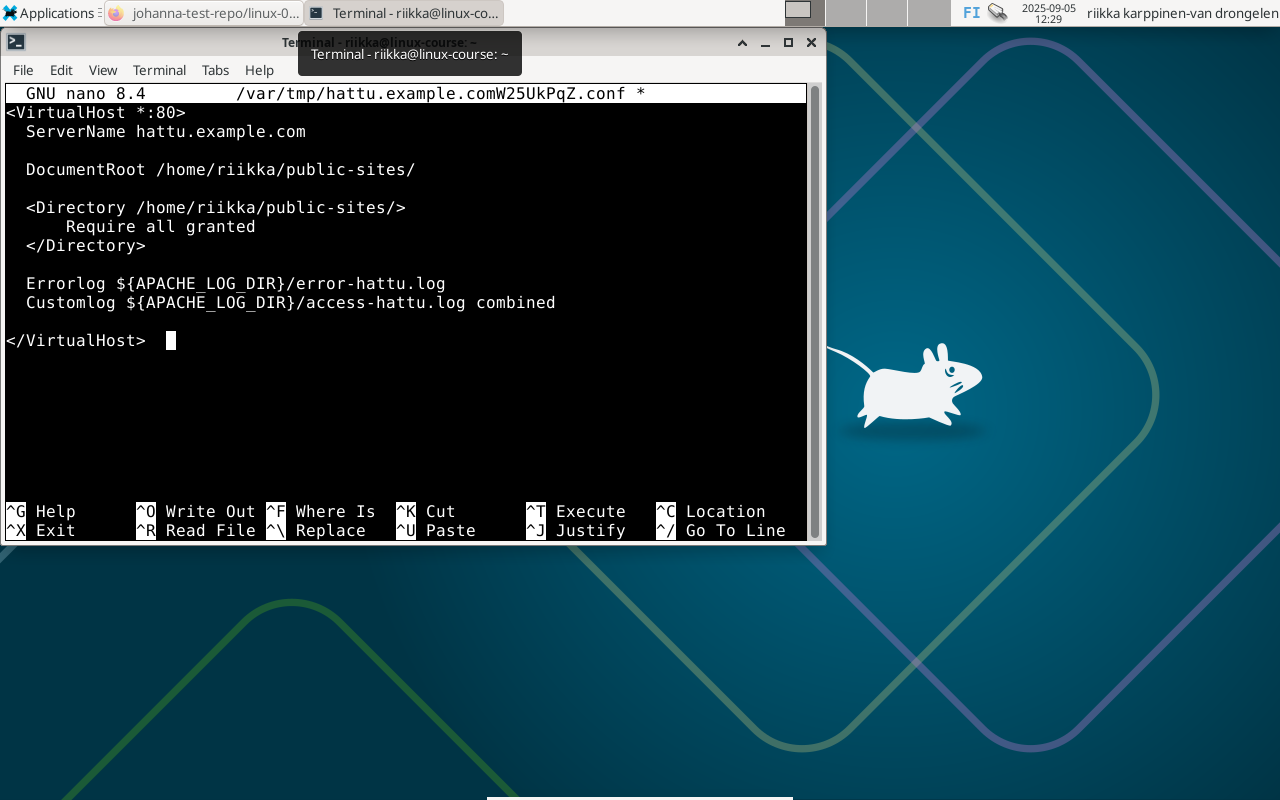 Applications
johanna-test-repo/linux-0...
Terminal - riikka@linux-co...
FI
2025-09-05
12:29
riikka karppinen-van drongelen
Terminal - riikka@linux-course: ~
Terminal - riikka@linux-course: ~
File Edit View Terminal Tabs Help
GNU nano 8.4 /var/tmp/hattu.example.comW25UkPqZ.conf *
<VirtualHost *:80>
ServerName hattu.example.com
DocumentRoot /home/riikka/public-sites/
<Directory /home/riikka/public-sites/>
Require all granted
</Directory>
Errorlog ${APACHE_LOG_DIR}/error-hattu.log
Customlog ${APACHE_LOG_DIR}/access-hattu.log combined
</VirtualHost>
^G Help ^O Write Out ^F Where Is ^K Cut ^T Execute ^C Location
^X Exit ^R Read File ^\ Replace ^U Paste ^J Justify ^/ Go To Line